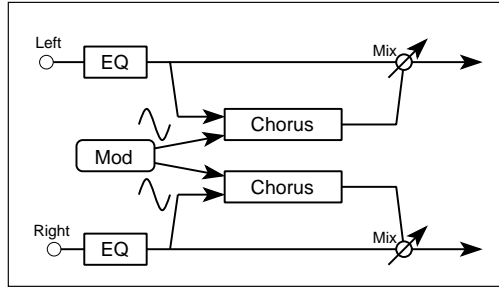 Left
EQ
Mix
Chorus
Mod
Chorus
Right
EQ
Mix